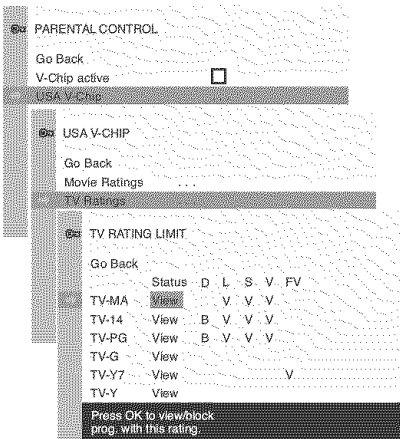 PARENTAL CONTROL
Go Back
V-Chip active
USA V-Chip
USA V-CHIP
Go Back
Movie Ratings ...
TV Ratings
TV RATING LIMIT
Go Back
Status D L S V FV
TV-MA View V V V
TV-14 View B V V V
TV-PG View B V V V
TV-G View
TV-Y7 View V
TV-Y View
Press OK to view/block
prog. with this rating.